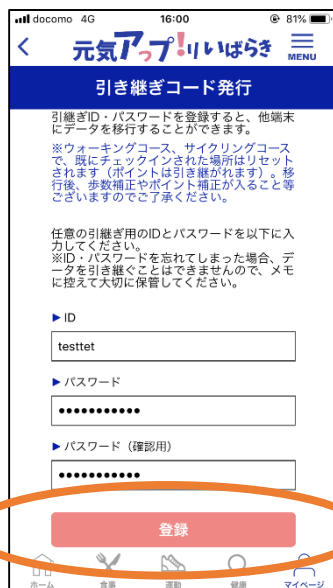 docomo 4G 16:00 81%
元気アっプ!リいばらき MENU
引き継ぎコード発行
引継ぎID・パスワードを登録すると、他端末
にデータを移行することができます。
※ウォーキングコース、サイクリングコース
で、既にチェックインされた場所はリセット
されます（ポイントは引き継がれます）。移
行後、歩数補正やポイント補正が入ること等
ございますのでご了承ください。
任意の引継ぎ用のIDとパスワードを以下に入
力してください。
※ID・パスワードを忘れてしまった場合、デ
ータを引き継ぐことはできませんので、メモ
に控えて大切に保管してください。
▶ ID
testtet
▶ パスワード
•••••••••••
▶ パスワード（確認用）
•••••••••••
登録
ホーム 食事 運動 健康 マイページ